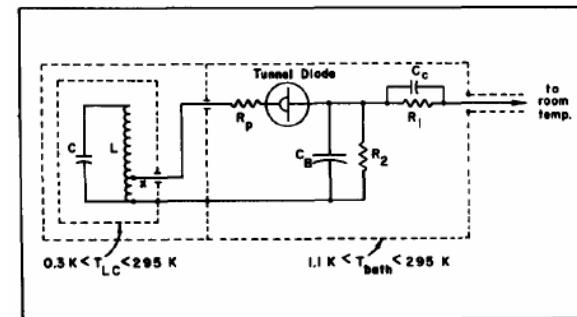 Tunnel Diode
C_c
to
room
temp.
R_p
R_1
C
L
x
C_B
R_2
0.3 K < T_LC < 295 K
1.1 K < T_bath < 295 K